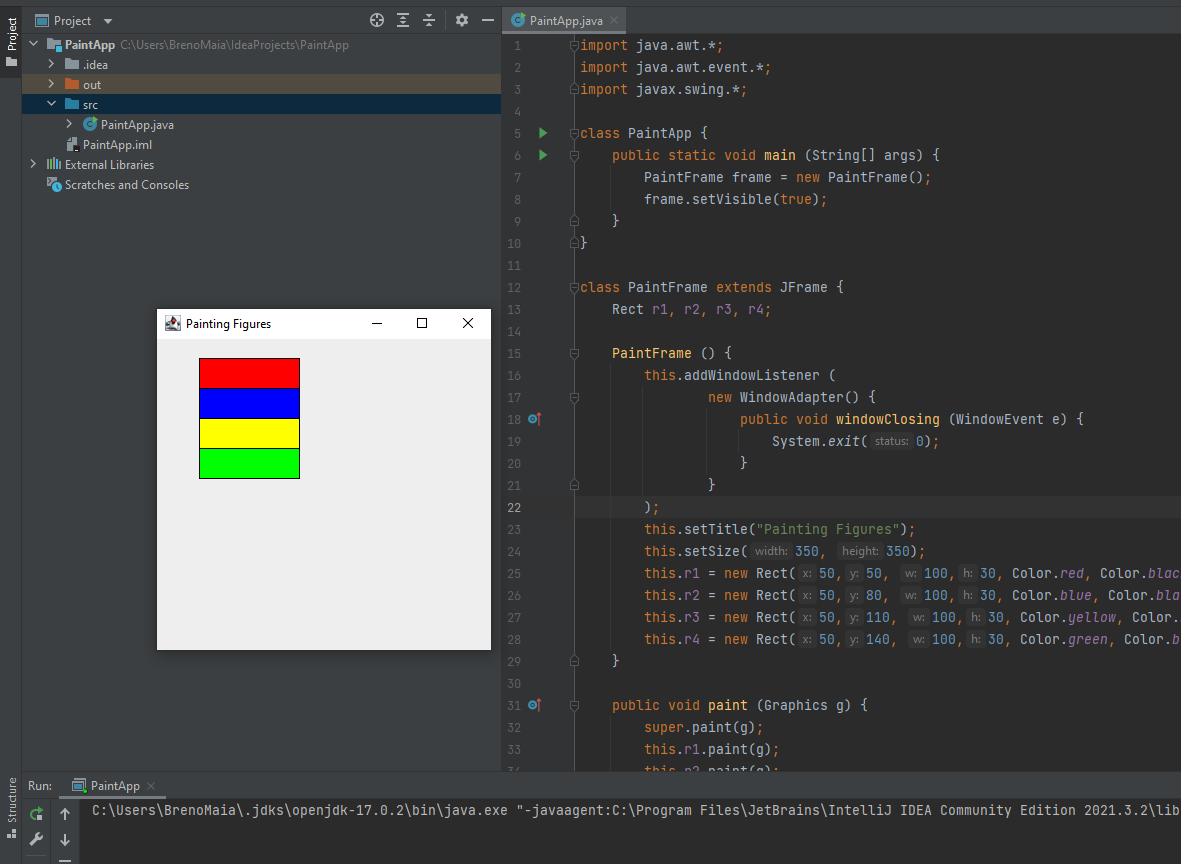 Project
Project
PaintApp C:\Users\BrenoMaia\IdeaProjects\PaintApp
.idea
out
src
PaintApp.java
PaintApp.iml
External Libraries
Scratches and Consoles
Painting Figures
PaintApp.java
1 import java.awt.*;
2 import java.awt.event.*;
3 import javax.swing.*;
4
5 class PaintApp {
6 public static void main (String[] args) {
7 PaintFrame frame = new PaintFrame();
8 frame.setVisible(true);
9 }
10 }
11
12 class PaintFrame extends JFrame {
13 Rect r1, r2, r3, r4;
14
15 PaintFrame () {
16 this.addWindowListener (
17 new WindowAdapter() {
18 public void windowClosing (WindowEvent e) {
19 System.exit( status: 0);
20 }
21 }
22 );
23 this.setTitle("Painting Figures");
24 this.setSize( width: 350, height: 350);
25 this.r1 = new Rect( x: 50, y: 50, w: 100, h: 30, Color.red, Color.blac
26 this.r2 = new Rect( x: 50, y: 80, w: 100, h: 30, Color.blue, Color.bla
27 this.r3 = new Rect( x: 50, y: 110, w: 100, h: 30, Color.yellow, Color.
28 this.r4 = new Rect( x: 50, y: 140, w: 100, h: 30, Color.green, Color.b
29 }
30
31 public void paint (Graphics g) {
32 super.paint(g);
33 this.r1.paint(g);
34 this.r2.paint(g);
Structure
Run: PaintApp
C:\Users\BrenoMaia\.jdks\openjdk-17.0.2\bin\java.exe "-javaagent:C:\Program Files\JetBrains\IntelliJ IDEA Community Edition 2021.3.2\lib